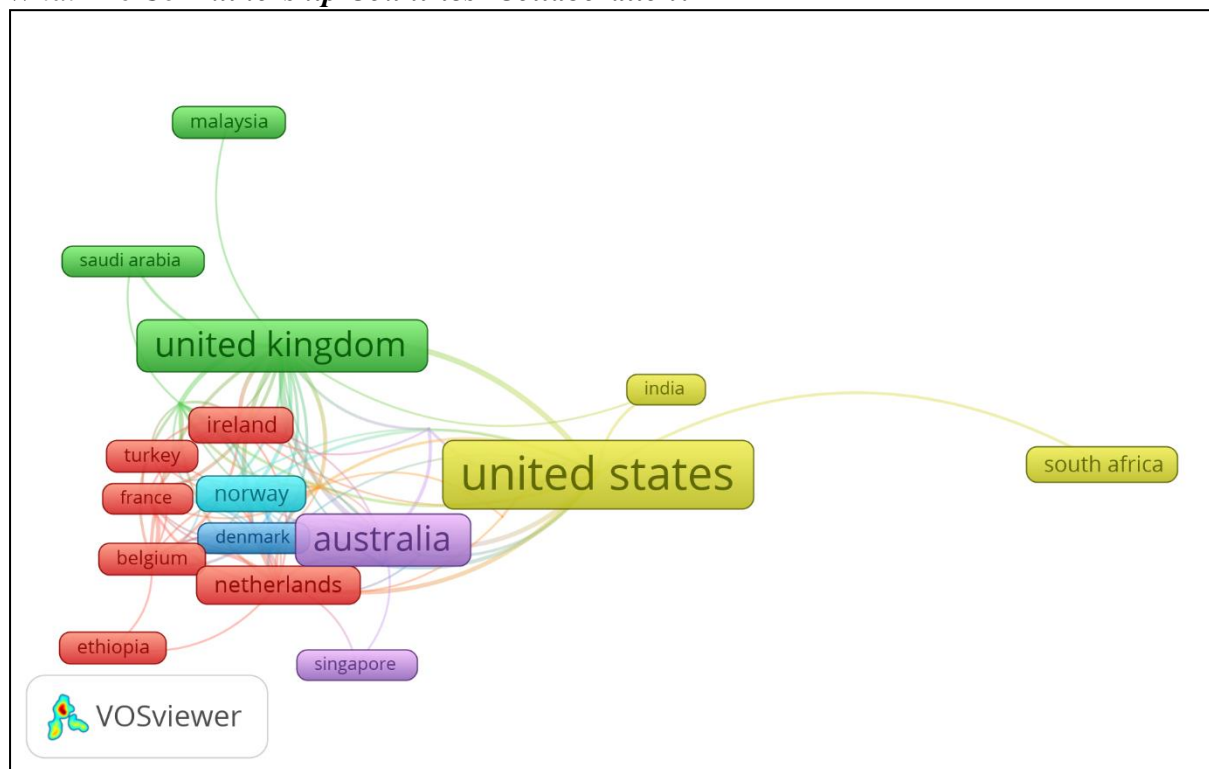 malaysia
saudi arabia
united kingdom
india
ireland
turkey
united states
south africa
france
norway
denmark
australia
belgium
netherlands
ethiopia
singapore
VOSviewer